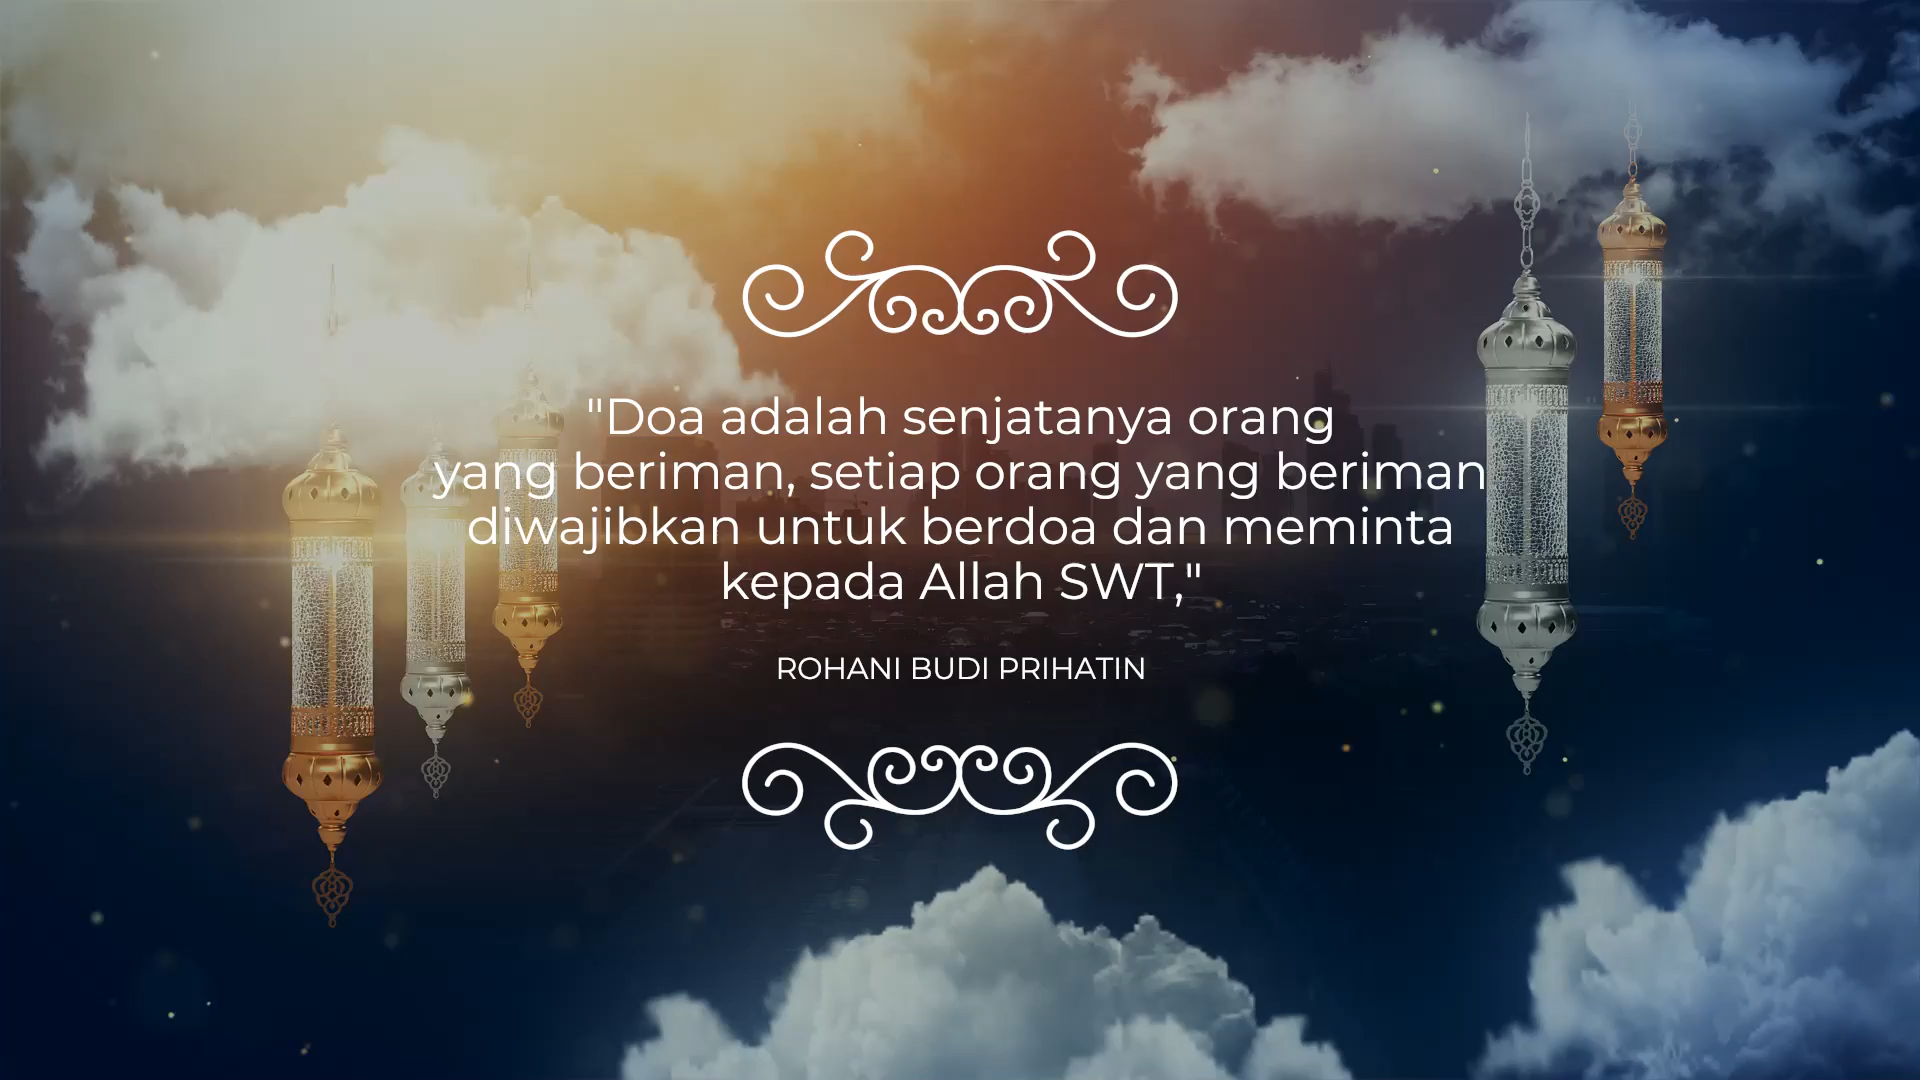 "Doa adalah senjatanya orang
yang beriman, setiap orang yang beriman
diwajibkan untuk berdoa dan meminta
kepada Allah SWT,"
ROHANI BUDI PRIHATIN